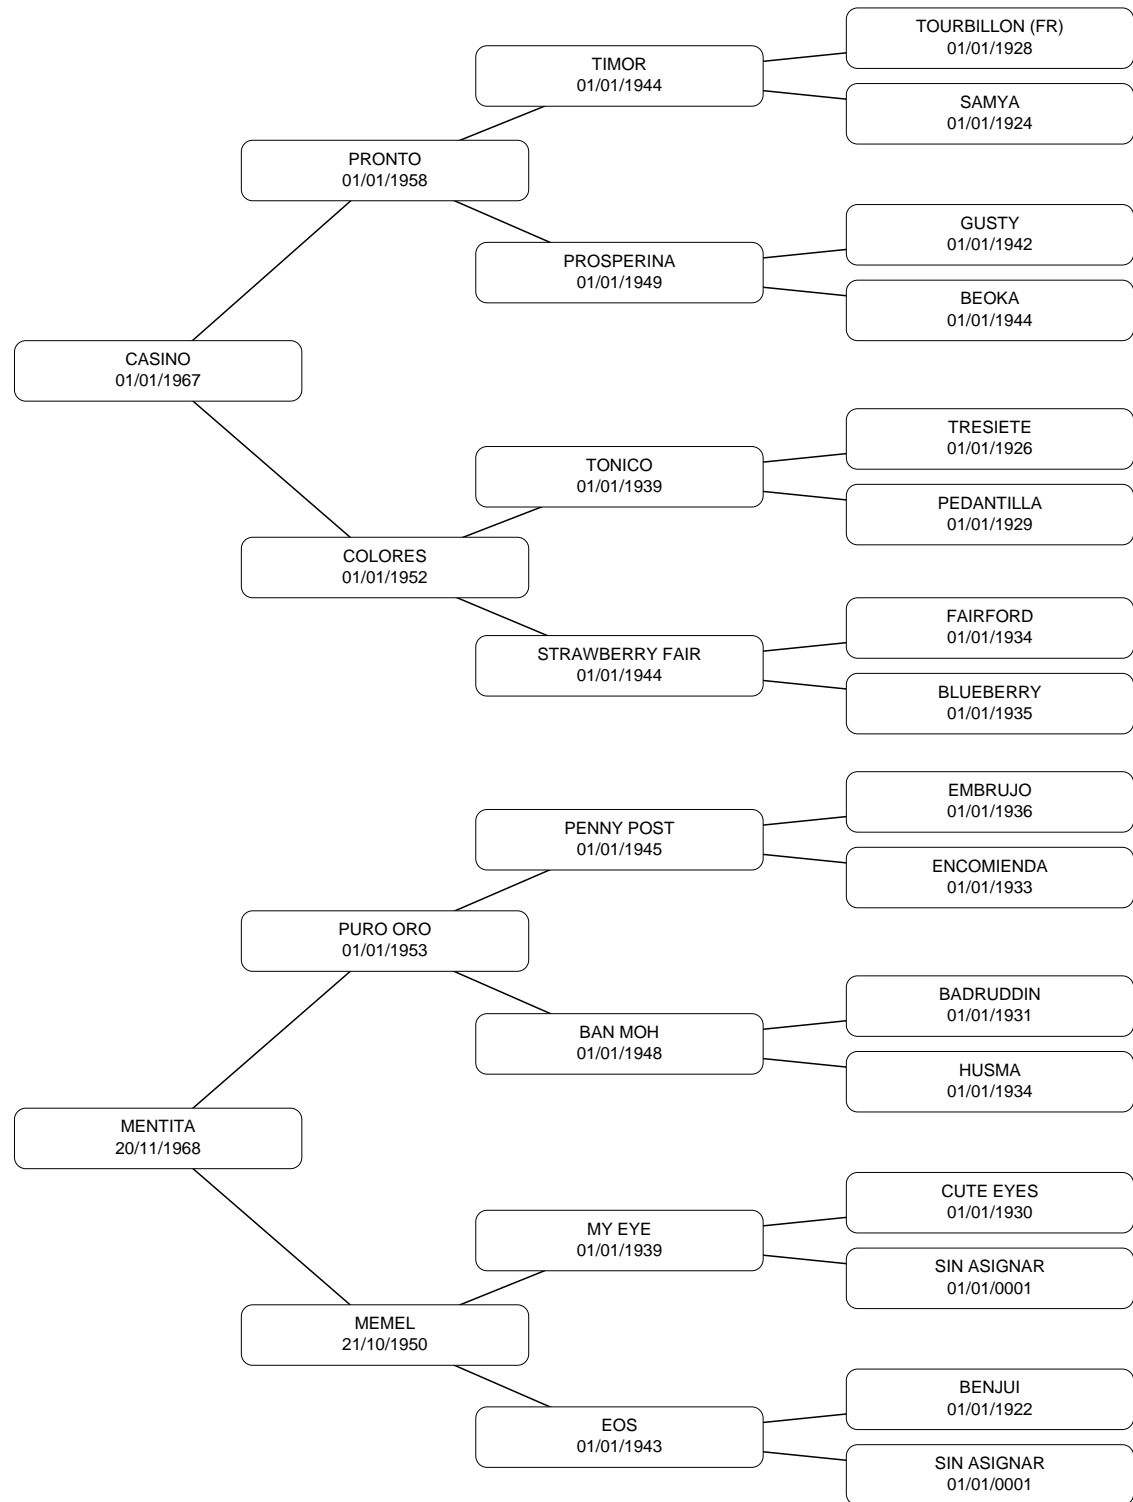 TOURBILLON (FR)
01/01/1928
TIMOR
01/01/1944
SAMYA
01/01/1924
PRONTO
01/01/1958
GUSTY
01/01/1942
PROSPERINA
01/01/1949
BEOKA
01/01/1944
CASINO
01/01/1967
TRESIETE
01/01/1926
TONICO
01/01/1939
PEDANTILLA
01/01/1929
COLORES
01/01/1952
FAIRFORD
01/01/1934
STRAWBERRY FAIR
01/01/1944
BLUEBERRY
01/01/1935
EMBRUJO
01/01/1936
PENNY POST
01/01/1945
ENCOMIENDA
01/01/1933
PURO ORO
01/01/1953
BADRUDDIN
01/01/1931
BAN MOH
01/01/1948
HUSMA
01/01/1934
MENTITA
20/11/1968
CUTE EYES
01/01/1930
MY EYE
01/01/1939
SIN ASIGNAR
01/01/0001
MEMEL
21/10/1950
BENJUI
01/01/1922
EOS
01/01/1943
SIN ASIGNAR
01/01/0001